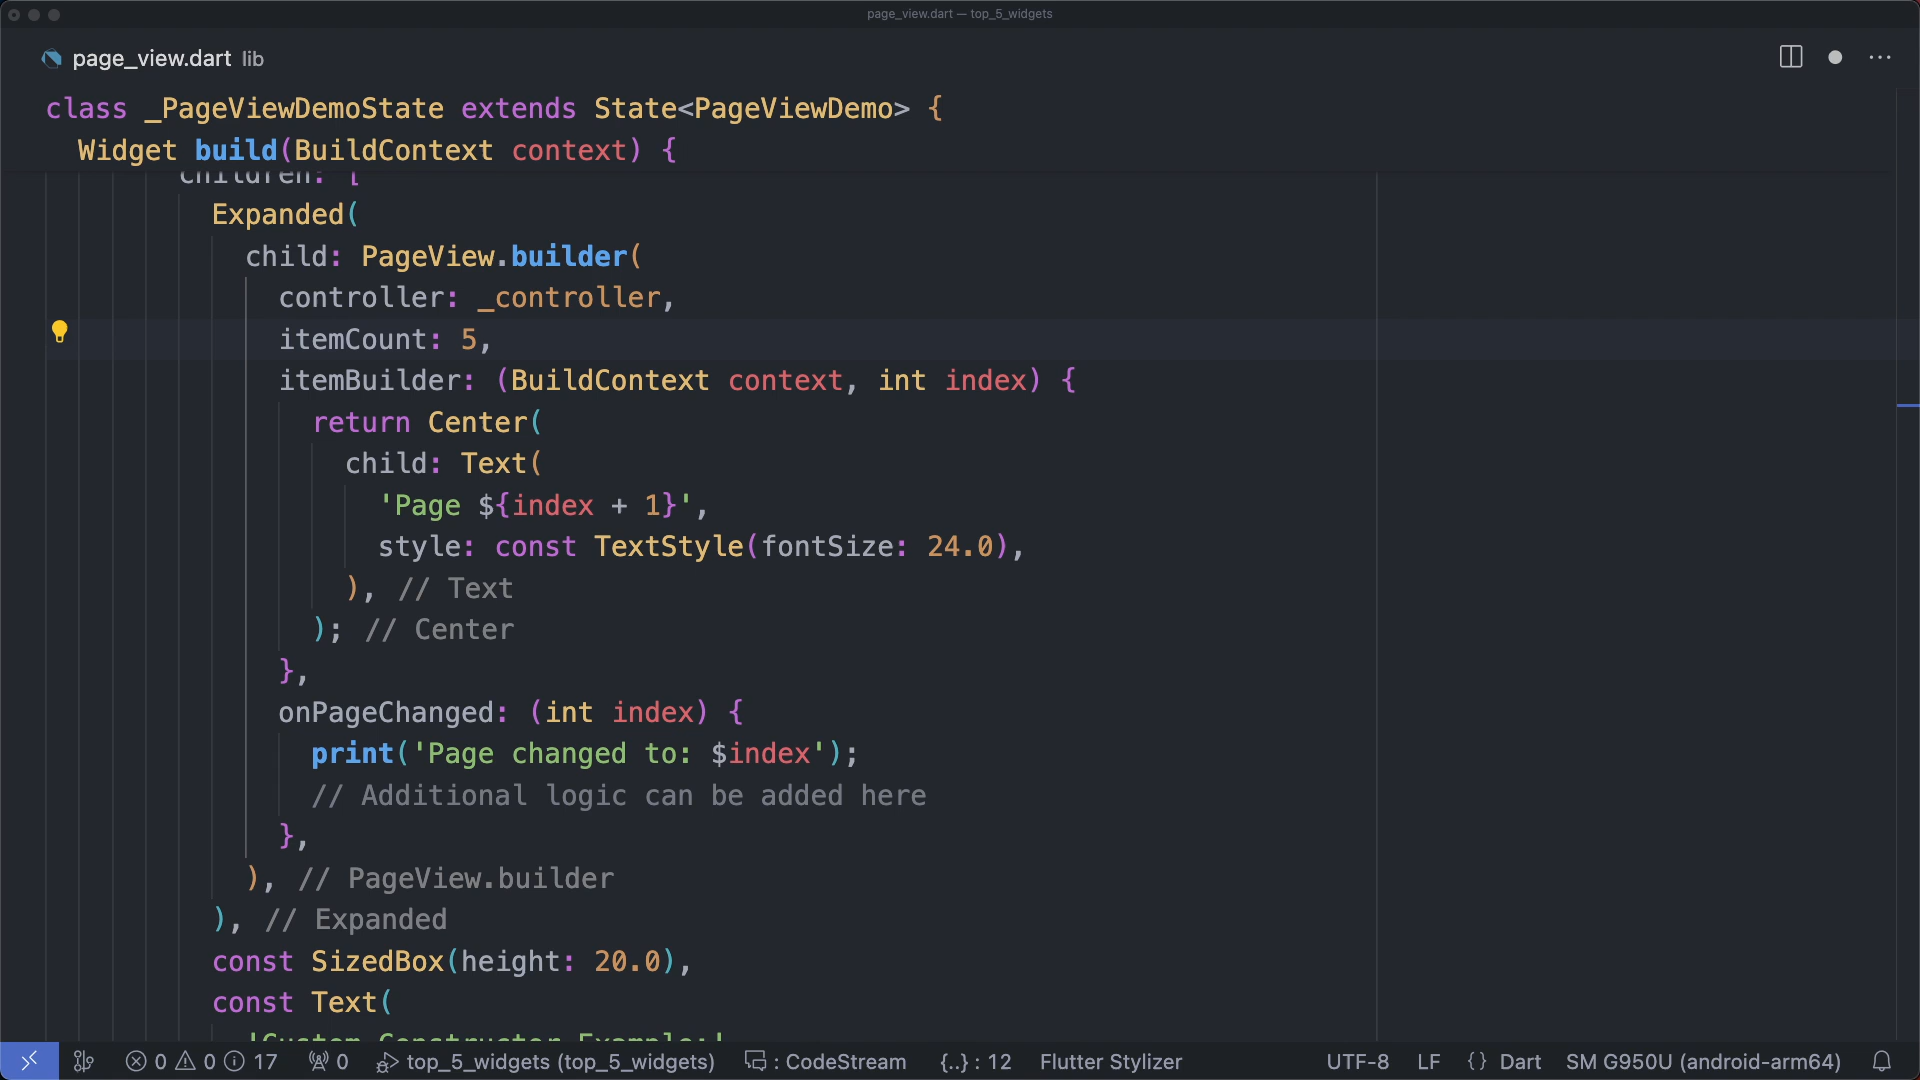 page_view.dart — top_5_widgets
page_view.dart lib
class _PageViewDemoState extends State<PageViewDemo> {
Widget build(BuildContext context) {
children: [
Expanded(
child: PageView.builder(
controller: _controller,
itemCount: 5,
itemBuilder: (BuildContext context, int index) {
return Center(
child: Text(
'Page ${index + 1}',
style: const TextStyle(fontSize: 24.0),
), // Text
); // Center
},
onPageChanged: (int index) {
print('Page changed to: $index');
// Additional logic can be added here
},
), // PageView.builder
), // Expanded
const SizedBox(height: 20.0),
const Text(
'Custom Constructor Example:'
0 0 17 0 top_5_widgets (top_5_widgets) : CodeStream {..} : 12 Flutter Stylizer UTF-8 LF {} Dart SM G950U (android-arm64)